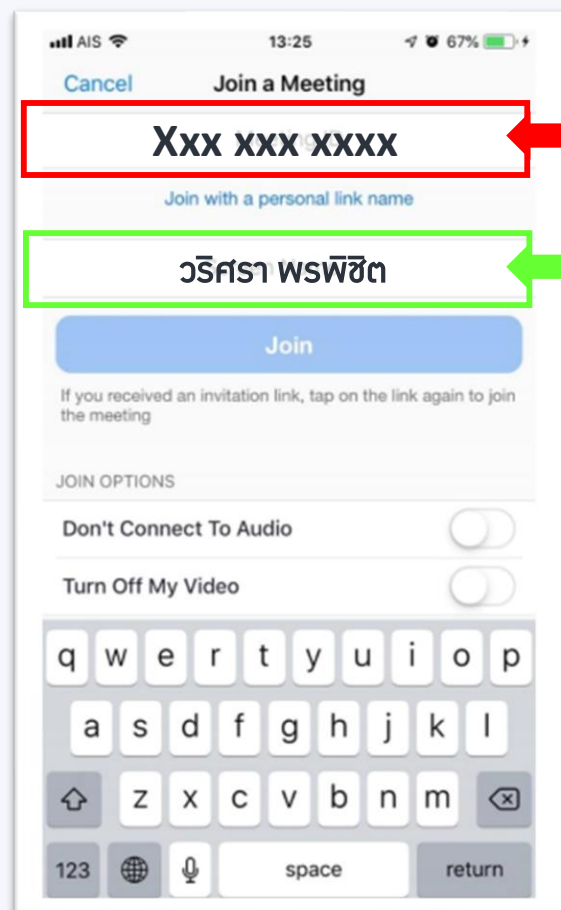 AIS 13:25 67%
Cancel Join a Meeting
Xxx xxx xxxx
Join with a personal link name
วริศรา พรพิชิต
Join
If you received an invitation link, tap on the link again to join
the meeting
JOIN OPTIONS
Don't Connect To Audio
Turn Off My Video
q w e r t y u i o p
a s d f g h j k l
z x c v b n m
123 space return